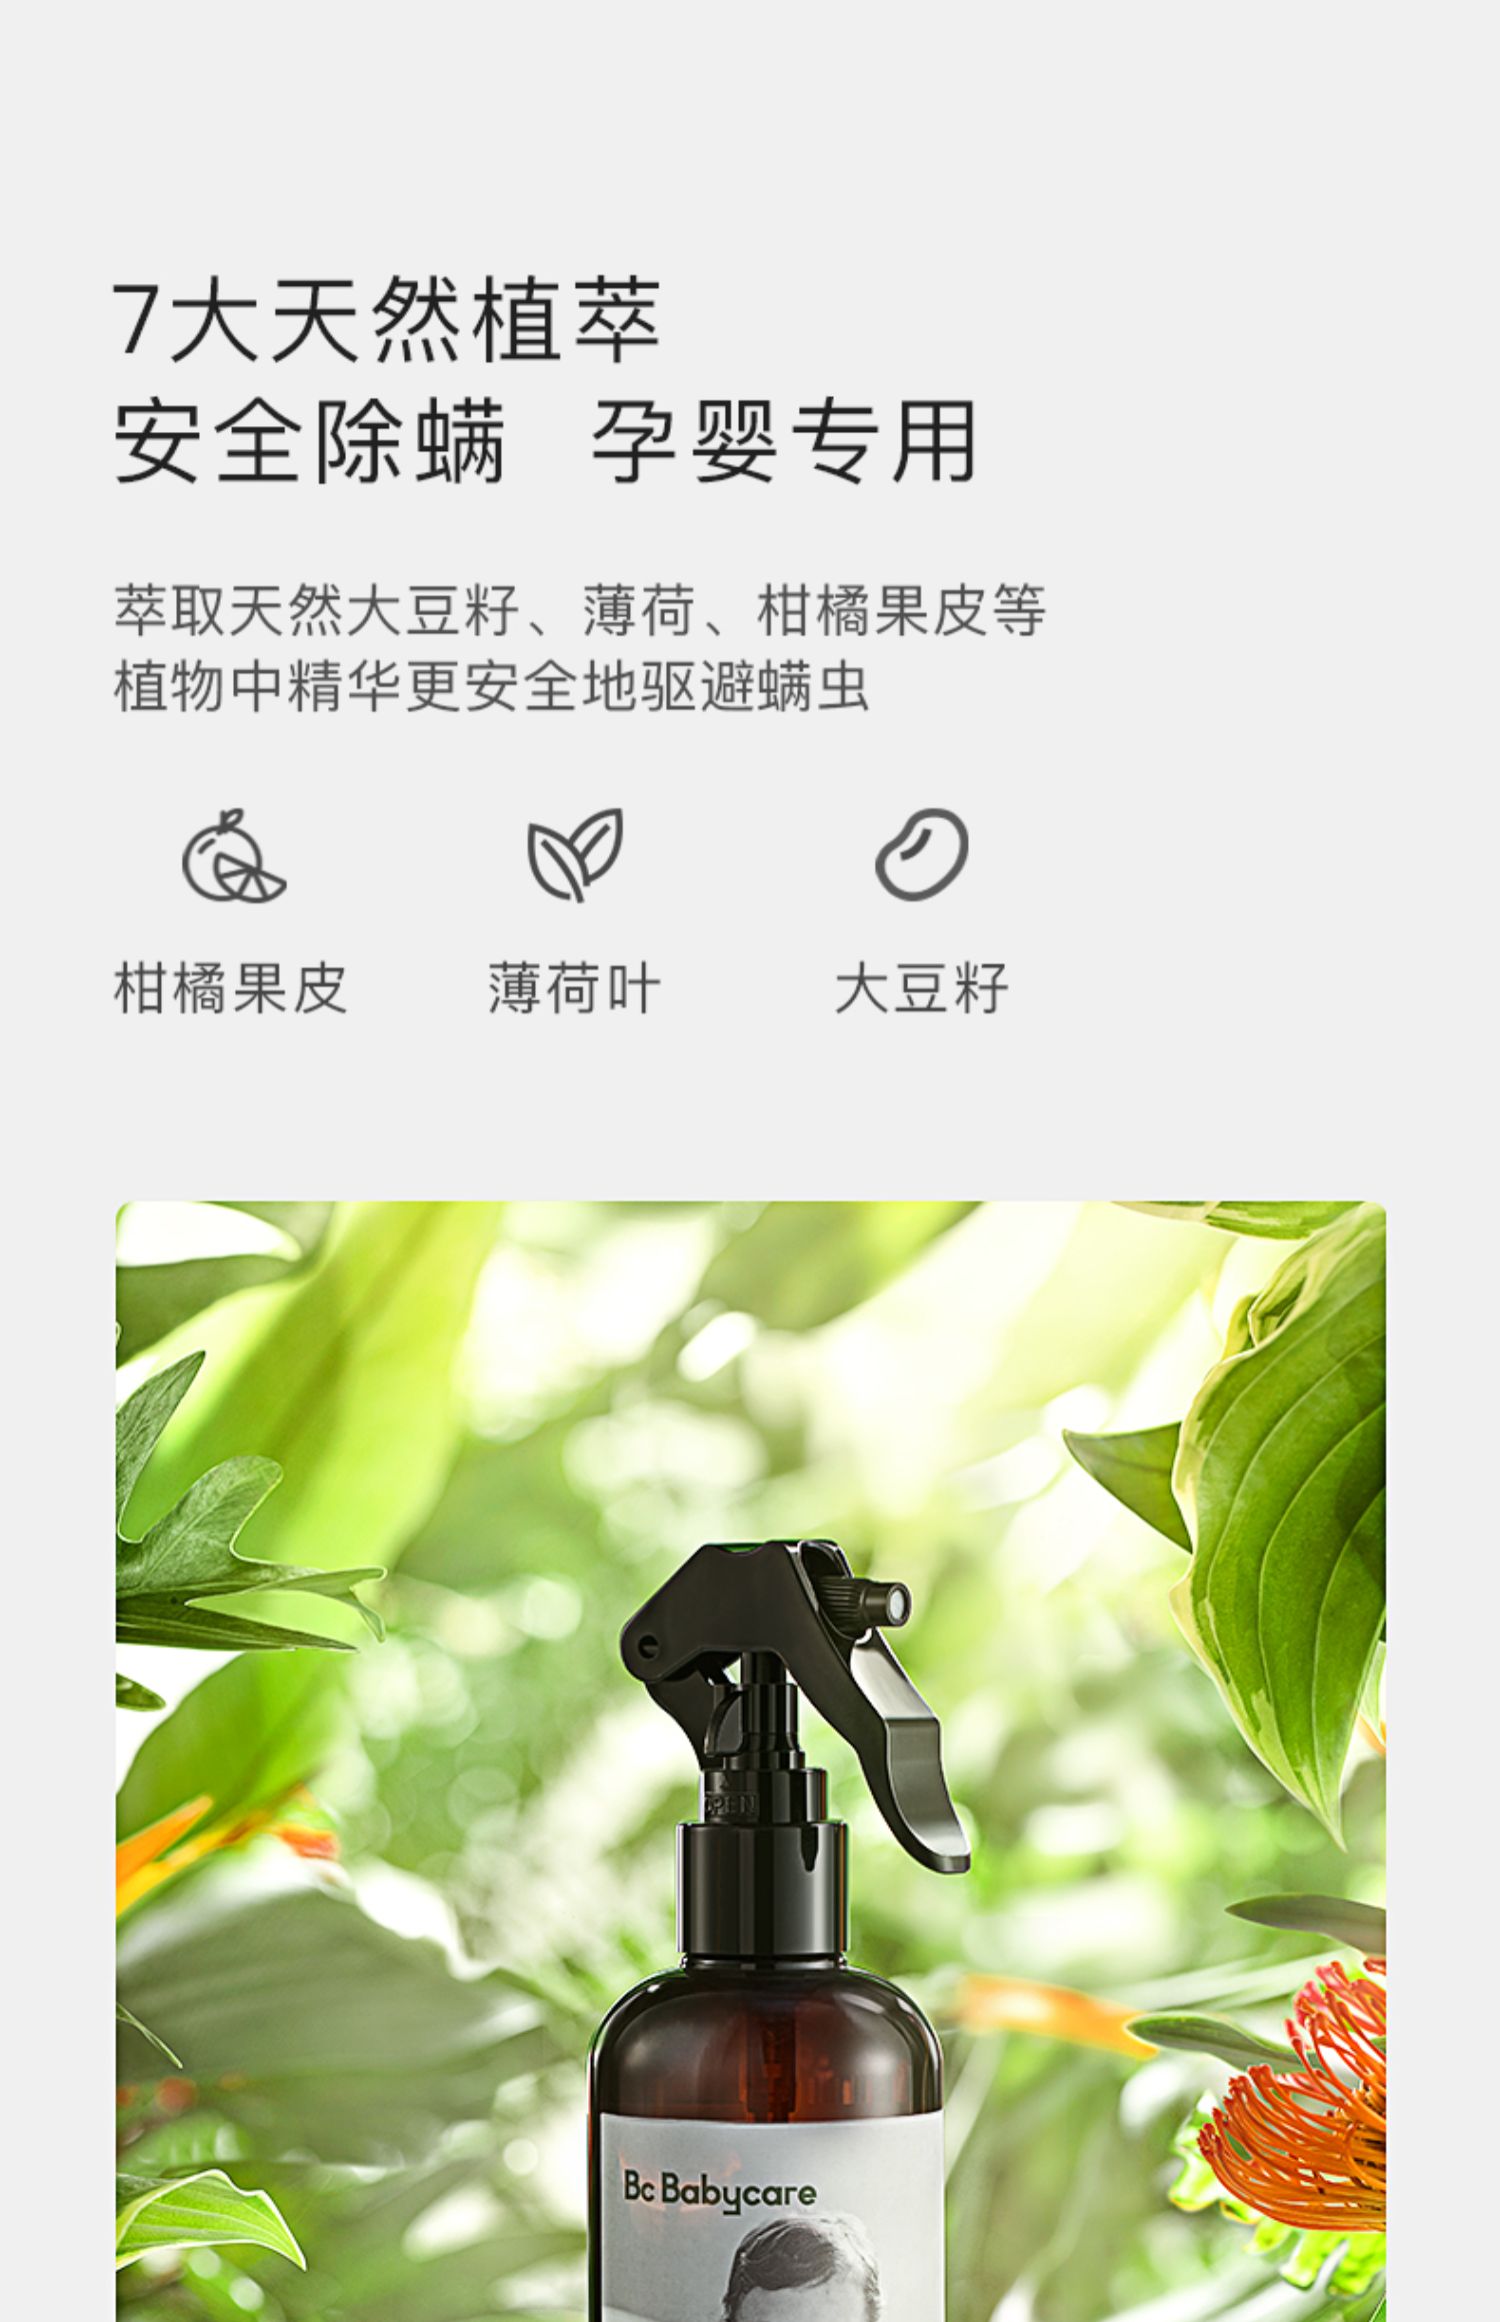 7大天然植萃
安全除螨 孕婴专用
萃取天然大豆籽、薄荷、柑橘果皮等
植物中精华更安全地驱避螨虫
柑橘果皮 薄荷叶 大豆籽
OPEN
Bc Babycare